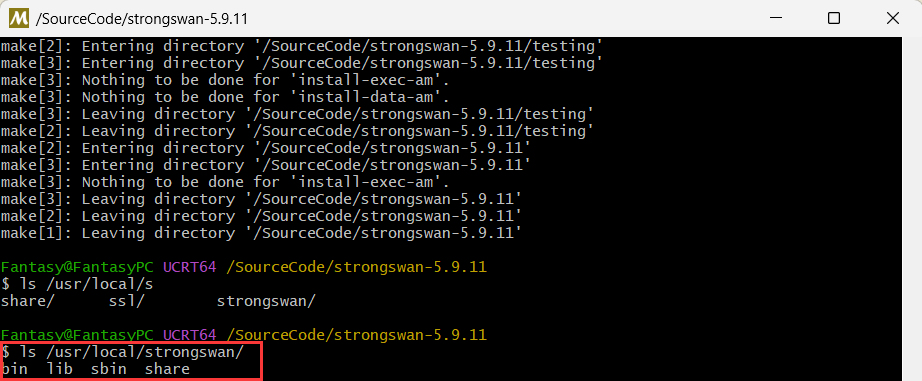 /SourceCode/strongswan-5.9.11
make[2]: Entering directory '/SourceCode/strongswan-5.9.11/testing'
make[3]: Entering directory '/SourceCode/strongswan-5.9.11/testing'
make[3]: Nothing to be done for 'install-exec-am'.
make[3]: Nothing to be done for 'install-data-am'.
make[3]: Leaving directory '/SourceCode/strongswan-5.9.11/testing'
make[2]: Leaving directory '/SourceCode/strongswan-5.9.11/testing'
make[2]: Entering directory '/SourceCode/strongswan-5.9.11'
make[3]: Entering directory '/SourceCode/strongswan-5.9.11'
make[3]: Nothing to be done for 'install-exec-am'.
make[3]: Leaving directory '/SourceCode/strongswan-5.9.11'
make[2]: Leaving directory '/SourceCode/strongswan-5.9.11'
make[1]: Leaving directory '/SourceCode/strongswan-5.9.11'
Fantasy@FantasyPC UCRT64 /SourceCode/strongswan-5.9.11
$ ls /usr/local/s
share/ ssl/ strongswan/
Fantasy@FantasyPC UCRT64 /SourceCode/strongswan-5.9.11
$ ls /usr/local/strongswan/
bin lib sbin share